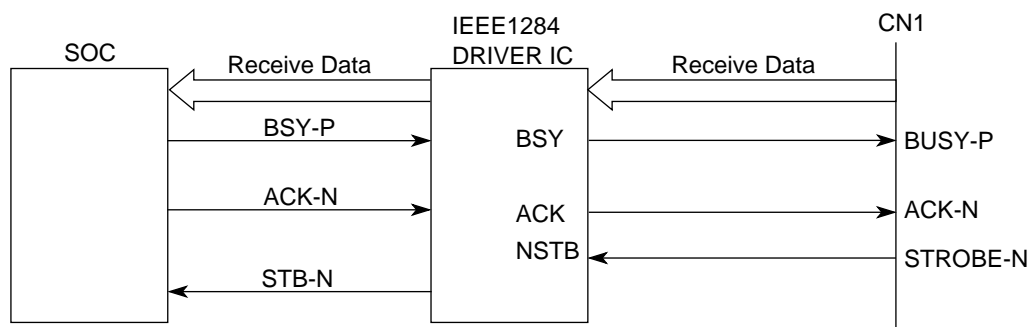 IEEE1284
DRIVER IC
CN1
SOC
Receive Data
Receive Data
BSY-P
BSY
BUSY-P
ACK-N
ACK
ACK-N
NSTB
STROBE-N
STB-N